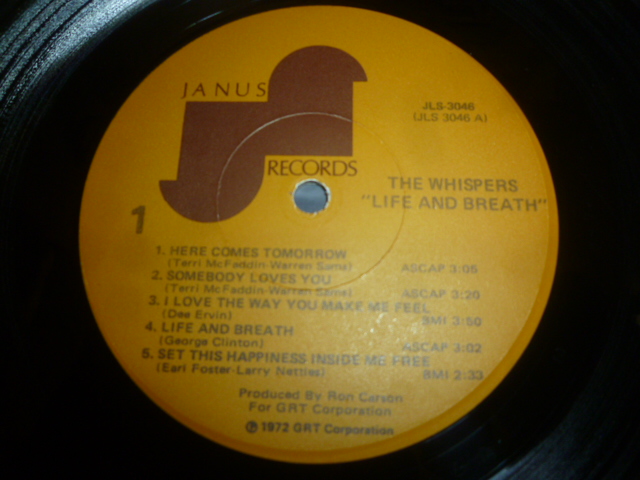 JANUS
RECORDS
JLS-3046
(JLS 3046 A)
THE WHISPERS
"LIFE AND BREATH"
1
1. HERE COMES TOMORROW
(Terri McFaddin-Warren Sams) ASCAP 3:05
2. SOMEBODY LOVES YOU
(Terri McFaddin-Warren Sams) ASCAP 3:20
3. I LOVE THE WAY YOU MAKE ME FEEL
(Dee Ervin) BMI 3:50
4. LIFE AND BREATH
(George Clinton) ASCAP 3:02
5. SET THIS HAPPINESS INSIDE ME FREE
(Earl Foster-Larry Nettles) BMI 2:33
Produced By Ron Carson
For GRT Corporation
℗ 1972 GRT Corporation